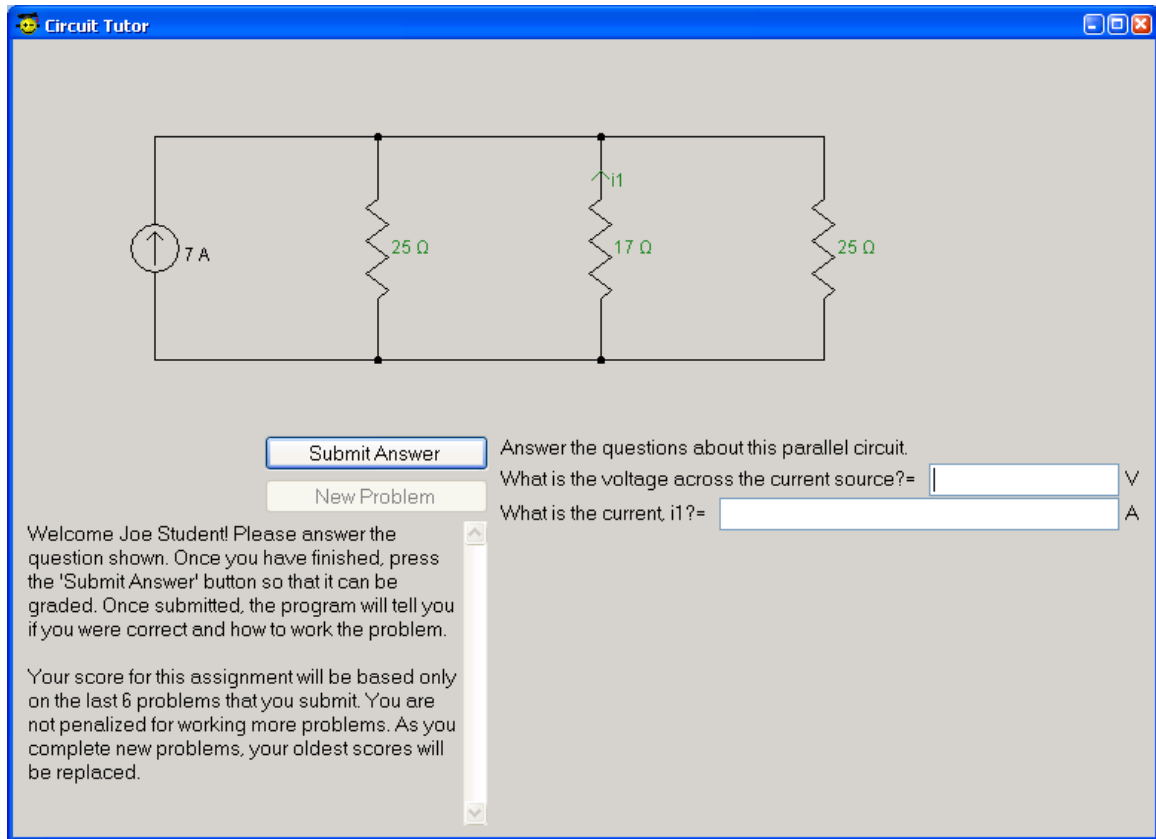 Circuit Tutor
i1
7 A
25 Ω
17 Ω
25 Ω
Submit Answer
New Problem
Answer the questions about this parallel circuit.
What is the voltage across the current source?=
V
What is the current, i1?=
A
Welcome Joe Student! Please answer the
question shown. Once you have finished, press
the 'Submit Answer' button so that it can be
graded. Once submitted, the program will tell you
if you were correct and how to work the problem.
Your score for this assignment will be based only
on the last 6 problems that you submit. You are
not penalized for working more problems. As you
complete new problems, your oldest scores will
be replaced.